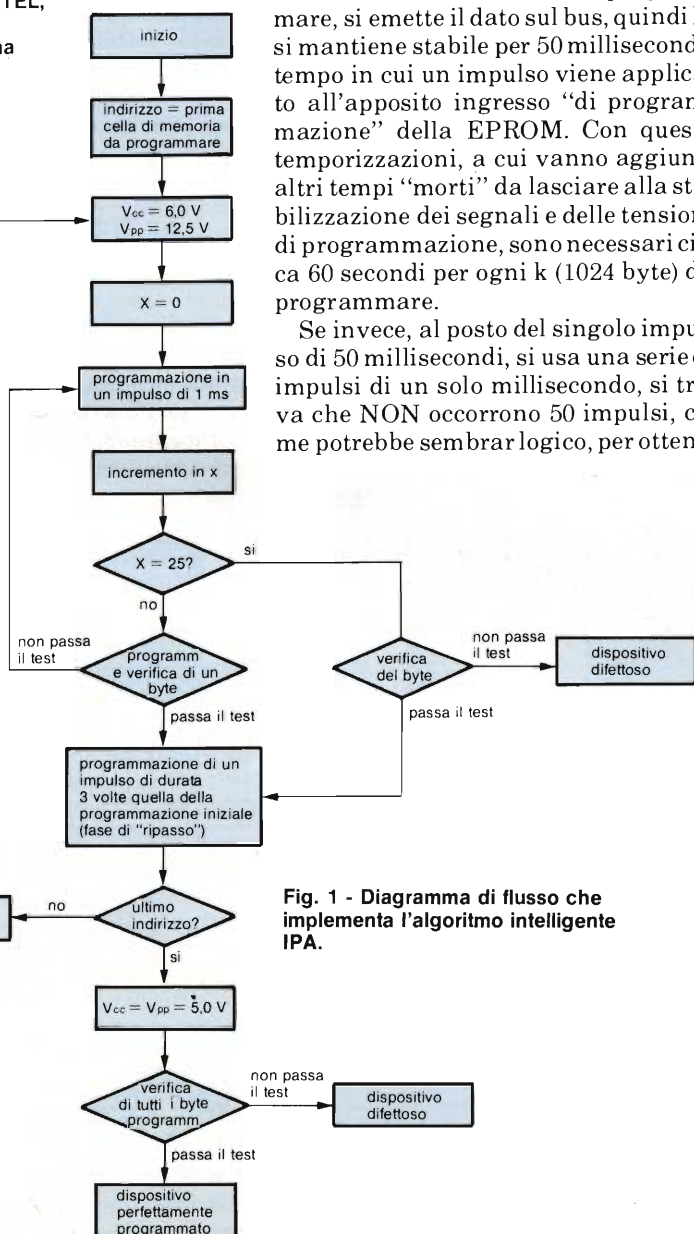 TEL,
na
mare, si emette il dato sul bus, quindi
si mantiene stabile per 50 millisecond
tempo in cui un impulso viene applica
to all'apposito ingresso "di program
mazione" della EPROM. Con ques
temporizzazioni, a cui vanno aggiun
altri tempi "morti" da lasciare alla sta
bilizzazione dei segnali e delle tension
di programmazione, sono necessari ci
ca 60 secondi per ogni k (1024 byte) d
programmare.
Se invece, al posto del singolo impu
so di 50 millisecondi, si usa una serie
impulsi di un solo millisecondo, si tr
va che NON occorrono 50 impulsi, c
me potrebbe sembrar logico, per otten
inizio
indirizzo = prima
cella di memoria
da programmare
Vcc = 6,0 V
Vpp = 12,5 V
X = 0
programmazione in
un impulso di 1 ms
incremento in x
X = 25?
si
no
programm
e verifica di un
byte
non passa
il test
passa il test
verifica
del byte
non passa
il test
dispositivo
difettoso
passa il test
programmazione di un
impulso di durata
3 volte quella della
programmazione iniziale
(fase di "ripasso")
ultimo
indirizzo?
no
si
Fig. 1 - Diagramma di flusso che
implementa l'algoritmo intelligente
IPA.
Vcc = Vpp = 5,0 V
verifica
di tutti i byte
programm
non passa
il test
dispositivo
difettoso
passa il test
dispositivo
perfettamente
programmato